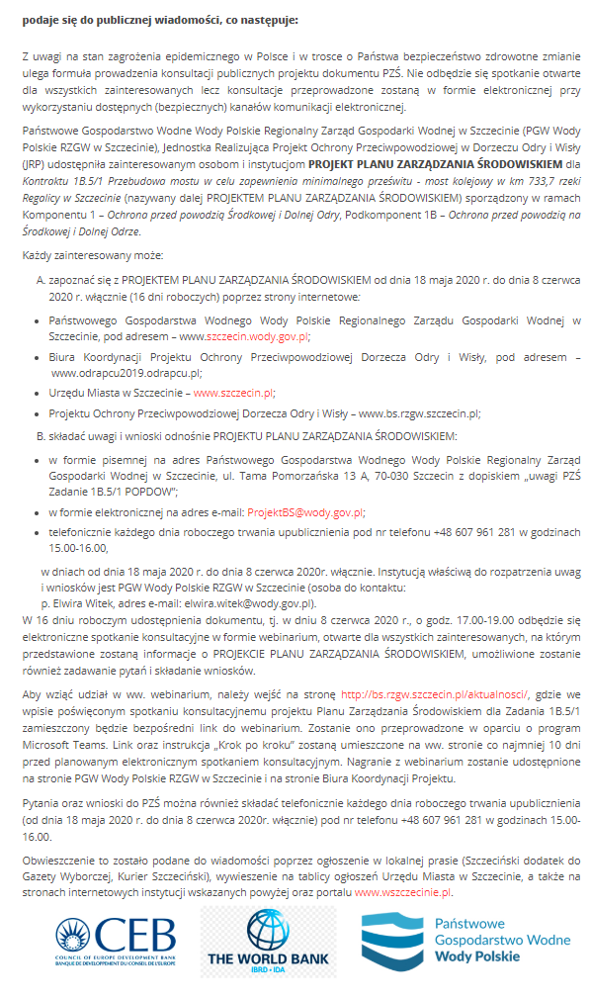 podaje się do publicznej wiadomości, co następuje:
Z uwagi na stan zagrożenia epidemicznego w Polsce i w trosce o Państwa bezpieczeństwo zdrowotne zmianie
ulega formuła prowadzenia konsultacji publicznych projektu dokumentu PZŚ. Nie odbędzie się spotkanie otwarte
dla wszystkich zainteresowanych lecz konsultacje przeprowadzone zostaną w formie elektronicznej przy
wykorzystaniu dostępnych (bezpiecznych) kanałów komunikacji elektronicznej.
Państwowe Gospodarstwo Wodne Wody Polskie Regionalny Zarząd Gospodarki Wodnej w Szczecinie (PGW Wody
Polskie RZGW w Szczecinie), Jednostka Realizująca Projekt Ochrony Przeciwpowodziowej w Dorzeczu Odry i Wisły
(JRP) udostępniła zainteresowanym osobom i instytucjom PROJEKT PLANU ZARZĄDZANIA ŚRODOWISKIEM dla
Kontraktu 1B.5/1 Przebudowa mostu w celu zapewnienia minimalnego prześwitu - most kolejowy w km 733,7 rzeki
Regalicy w Szczecinie (nazywany dalej PROJEKTEM PLANU ZARZĄDZANIA ŚRODOWISKIEM) sporządzony w ramach
Komponentu 1 – Ochrona przed powodzią Środkowej i Dolnej Odry, Podkomponent 1B – Ochrona przed powodzią na
Środkowej i Dolnej Odrze.
Każdy zainteresowany może:
A. zapoznać się z PROJEKTEM PLANU ZARZĄDZANIA ŚRODOWISKIEM od dnia 18 maja 2020 r. do dnia 8 czerwca
2020 r. włącznie (16 dni roboczych) poprzez strony internetowe:
• Państwowego Gospodarstwa Wodnego Wody Polskie Regionalnego Zarządu Gospodarki Wodnej w
Szczecinie, pod adresem – www.szczecin.wody.gov.pl;
• Biura Koordynacji Projektu Ochrony Przeciwpowodziowej Dorzecza Odry i Wisły, pod adresem –
www.odrapcu2019.odrapcu.pl;
• Urzędu Miasta w Szczecinie – www.szczecin.pl;
• Projektu Ochrony Przeciwpowodziowej Dorzecza Odry i Wisły – www.bs.rzgw.szczecin.pl;
B. składać uwagi i wnioski odnośnie PROJEKTU PLANU ZARZĄDZANIA ŚRODOWISKIEM:
• w formie pisemnej na adres Państwowego Gospodarstwa Wodnego Wody Polskie Regionalny Zarząd
Gospodarki Wodnej w Szczecinie, ul. Tama Pomorzańska 13 A, 70-030 Szczecin z dopiskiem „uwagi PZŚ
Zadanie 1B.5/1 POPDOW”;
• w formie elektronicznej na adres e-mail: ProjektBS@wody.gov.pl;
• telefonicznie każdego dnia roboczego trwania upublicznienia pod nr telefonu +48 607 961 281 w godzinach
15.00-16.00,
w dniach od dnia 18 maja 2020 r. do dnia 8 czerwca 2020r. włącznie. Instytucją właściwą do rozpatrzenia uwag
i wniosków jest PGW Wody Polskie RZGW w Szczecinie (osoba do kontaktu:
p. Elwira Witek, adres e-mail: elwira.witek@wody.gov.pl).
W 16 dniu roboczym udostępnienia dokumentu, tj. w dniu 8 czerwca 2020 r., o godz. 17.00-19.00 odbędzie się
elektroniczne spotkanie konsultacyjne w formie webinarium, otwarte dla wszystkich zainteresowanych, na którym
przedstawione zostaną informacje o PROJEKCIE PLANU ZARZĄDZANIA ŚRODOWISKIEM, umożliwione zostanie
również zadawanie pytań i składanie wniosków.
Aby wziąć udział w ww. webinarium, należy wejść na stronę http://bs.rzgw.szczecin.pl/aktualnosci/, gdzie we
wpisie poświęconym spotkaniu konsultacyjnemu projektu Planu Zarządzania Środowiskiem dla Zadania 1B.5/1
zamieszczony będzie bezpośredni link do webinarium. Zostanie ono przeprowadzone w oparciu o program
Microsoft Teams. Link oraz instrukcja „Krok po kroku” zostaną umieszczone na ww. stronie co najmniej 10 dni
przed planowanym elektronicznym spotkaniem konsultacyjnym. Nagranie z webinarium zostanie udostępnione
na stronie PGW Wody Polskie RZGW w Szczecinie i na stronie Biura Koordynacji Projektu.
Pytania oraz wnioski do PZŚ można również składać telefonicznie każdego dnia roboczego trwania upublicznienia
(od dnia 18 maja 2020 r. do dnia 8 czerwca 2020r. włącznie) pod nr telefonu +48 607 961 281 w godzinach 15.00-
16.00.
Obwieszczenie to zostało podane do wiadomości poprzez ogłoszenie w lokalnej prasie (Szczeciński dodatek do
Gazety Wyborczej, Kurier Szczeciński), wywieszenie na tablicy ogłoszeń Urzędu Miasta w Szczecinie, a także na
stronach internetowych instytucji wskazanych powyżej oraz portalu www.wszczecinie.pl.
CEB
COUNCIL OF EUROPE DEVELOPMENT BANK
BANQUE DE DÉVELOPPEMENT DU CONSEIL DE L'EUROPE
THE WORLD BANK
IBRD • IDA
Państwowe
Gospodarstwo Wodne
Wody Polskie